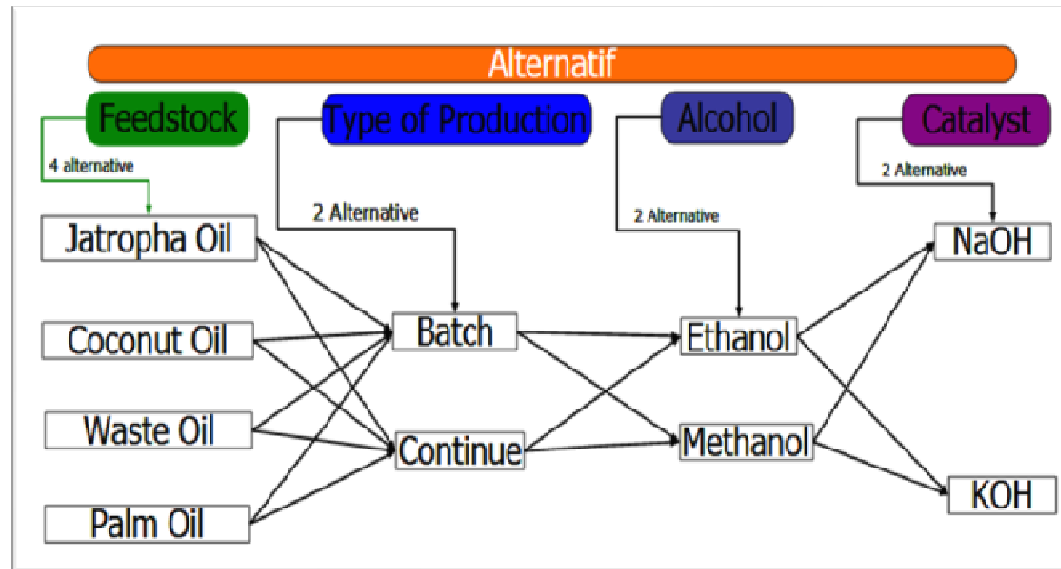 Alternatif
Feedstock
Type of Production
Alcohol
Catalyst
4 alternative
2 Alternative
2 Alternative
2 Alternative
Jatropha Oil
Coconut Oil
Waste Oil
Palm Oil
Batch
Continue
Ethanol
Methanol
NaOH
KOH